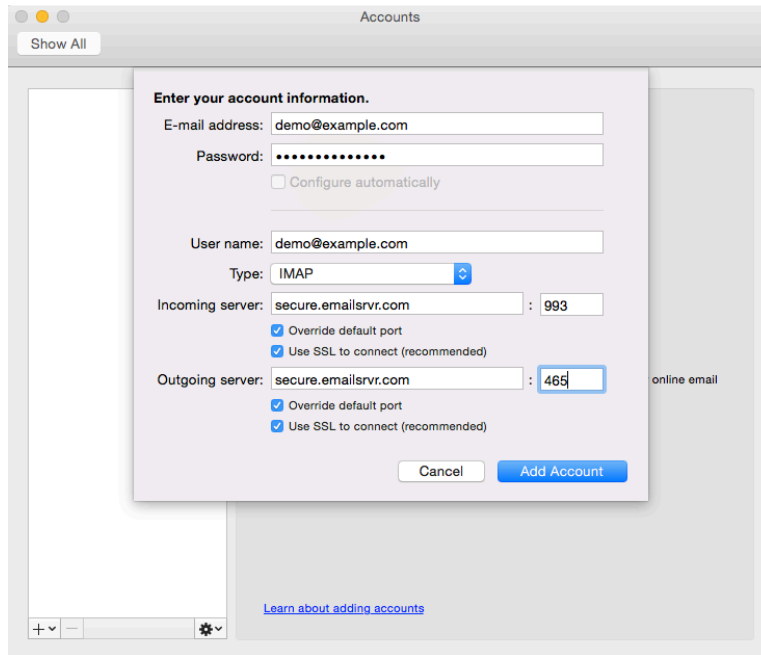 Accounts
Show All
Enter your account information.
E-mail address: demo@example.com
Password: ••••••••••••••
Configure automatically
User name: demo@example.com
Type: IMAP
Incoming server: secure.emailsrvr.com : 993
Override default port
Use SSL to connect (recommended)
Outgoing server: secure.emailsrvr.com : 465
online email
Override default port
Use SSL to connect (recommended)
Cancel Add Account
Learn about adding accounts